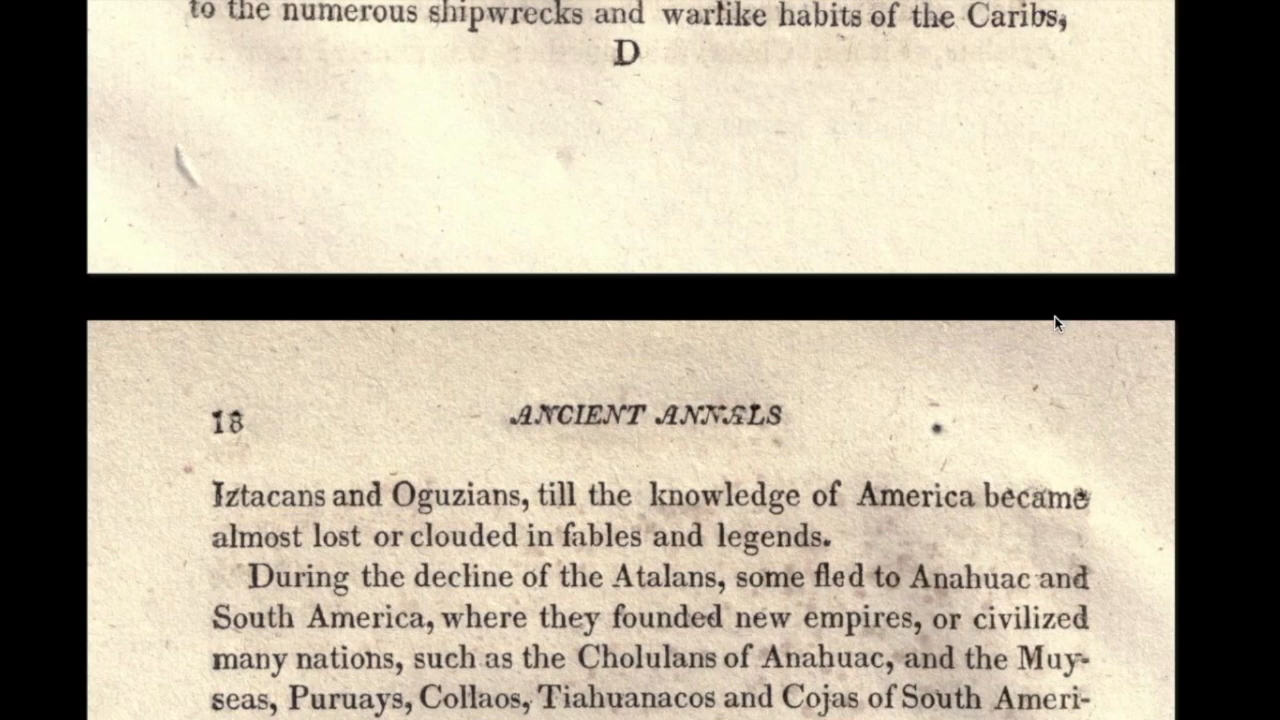 to the numerous shipwrecks and warlike habits of the Caribs,
D
18 ANCIENT ANNALS
Iztacans and Oguzians, till the knowledge of America became
almost lost or clouded in fables and legends.
During the decline of the Atalans, some fled to Anahuac and
South America, where they founded new empires, or civilized
many nations, such as the Cholulans of Anahuac, and the Muy-
seas, Puruays, Collaos, Tiahuanacos and Cojas of South Ameri-